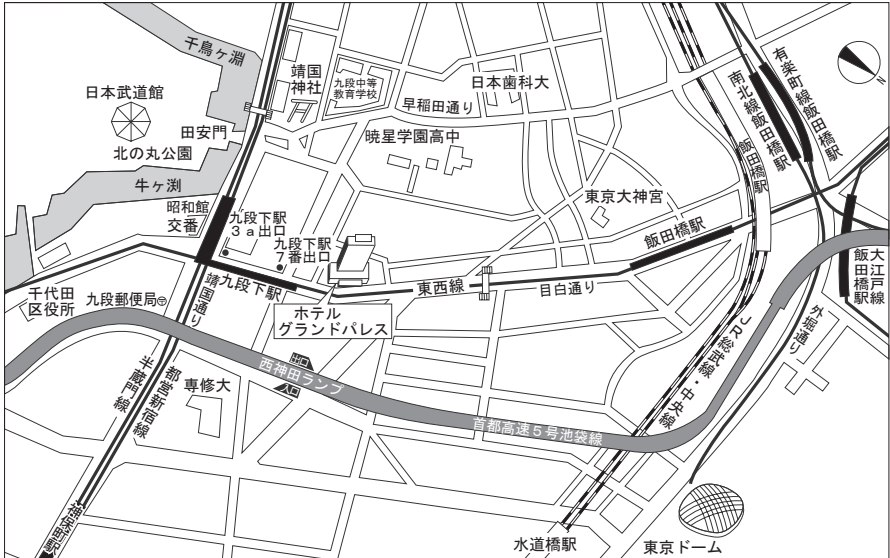 千鳥ヶ淵
日本武道館
田安門
北の丸公園
牛ヶ渕
昭和館
交番
靖国
神社
九段中等
教育学校
早稲田通り
日本歯科大
暁星学園高中
東京大神宮
南北線飯田橋駅
有楽町線飯田橋駅
飯田橋駅
N
九段下駅
3a出口
九段下駅
7番出口
飯田橋駅
大江戸線
飯田橋駅
千代田
区役所
九段郵便局〶
靖国通り
九段下駅
東西線
目白通り
ホテル
グランドパレス
外堀通り
JR総武線・中央線
出口
西神田ランプ
入口
首都高速5号池袋線
専修大
都営新宿線
半蔵門線
神保町駅
水道橋駅
東京ドーム